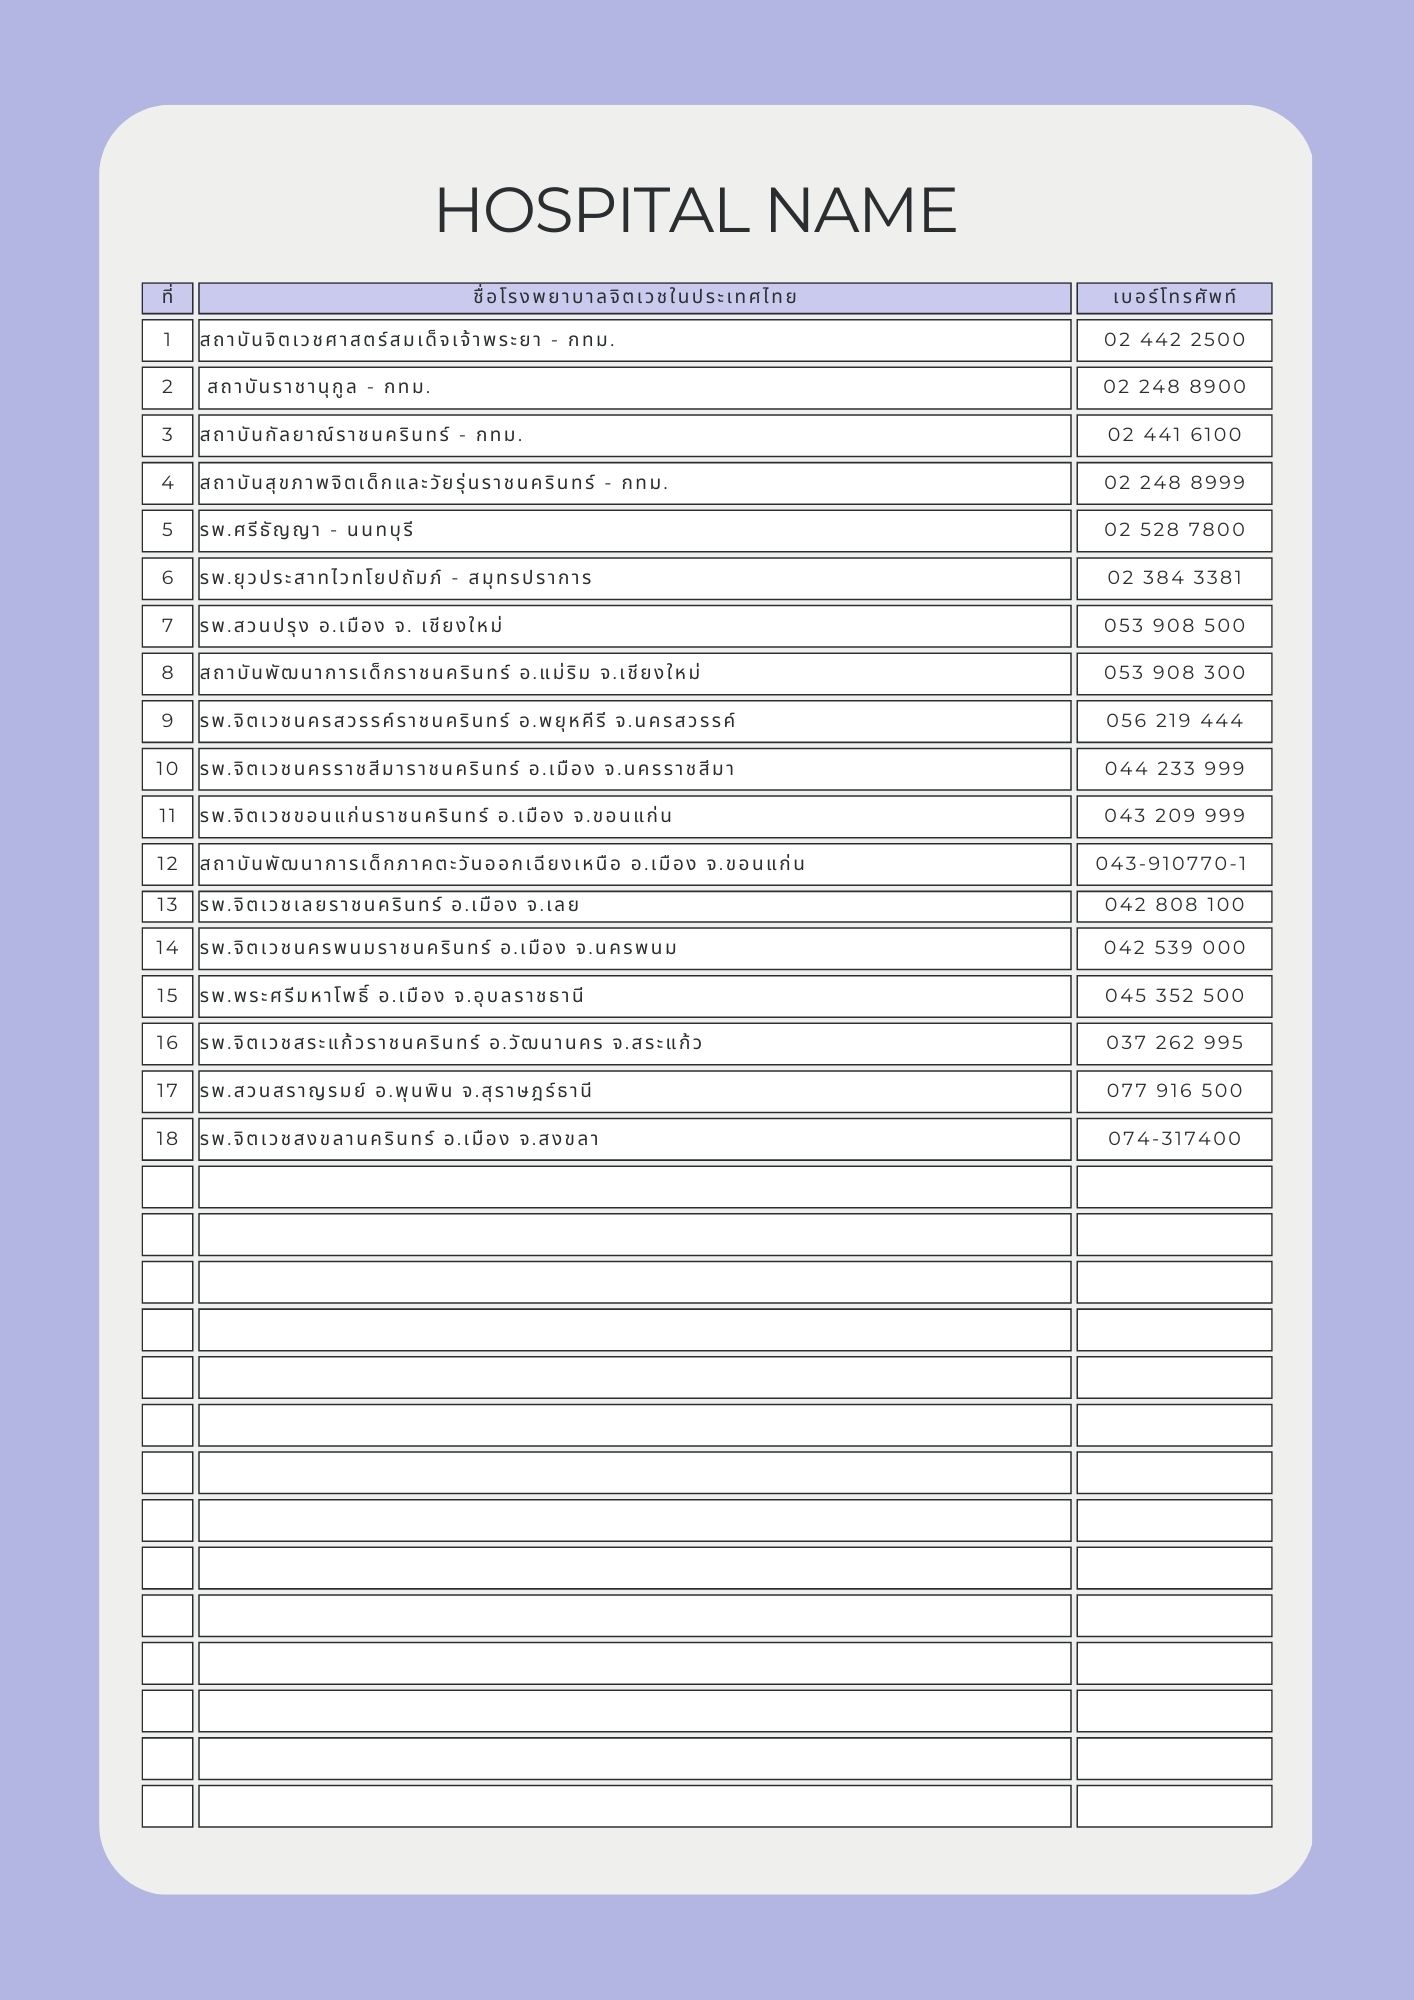 HOSPITAL NAME
ที่ ชื่อโรงพยาบาลจิตเวชในประเทศไทย เบอร์โทรศัพท์
1 สถาบันจิตเวชศาสตร์สมเด็จเจ้าพระยา - กทม. 02 442 2500
2 สถาบันราชานุกูล - กทม. 02 248 8900
3 สถาบันกัลยาณ์ราชนครินทร์ - กทม. 02 441 6100
4 สถาบันสุขภาพจิตเด็กและวัยรุ่นราชนครินทร์ - กทม. 02 248 8999
5 รพ.ศรีธัญญา - นนทบุรี 02 528 7800
6 รพ.ยุวประสาทไวทโยปถัมภ์ - สมุทรปราการ 02 384 3381
7 รพ.สวนปรุง อ.เมือง จ. เชียงใหม่ 053 908 500
8 สถาบันพัฒนาการเด็กราชนครินทร์ อ.แม่ริม จ.เชียงใหม่ 053 908 300
9 รพ.จิตเวชนครสวรรค์ราชนครินทร์ อ.พยุหคีรี จ.นครสวรรค์ 056 219 444
10 รพ.จิตเวชนครราชสีมาราชนครินทร์ อ.เมือง จ.นครราชสีมา 044 233 999
11 รพ.จิตเวชขอนแก่นราชนครินทร์ อ.เมือง จ.ขอนแก่น 043 209 999
12 สถาบันพัฒนาการเด็กภาคตะวันออกเฉียงเหนือ อ.เมือง จ.ขอนแก่น 043-910770-1
13 รพ.จิตเวชเลยราชนครินทร์ อ.เมือง จ.เลย 042 808 100
14 รพ.จิตเวชนครพนมราชนครินทร์ อ.เมือง จ.นครพนม 042 539 000
15 รพ.พระศรีมหาโพธิ์ อ.เมือง จ.อุบลราชธานี 045 352 500
16 รพ.จิตเวชสระแก้วราชนครินทร์ อ.วัฒนานคร จ.สระแก้ว 037 262 995
17 รพ.สวนสราญรมย์ อ.พุนพิน จ.สุราษฎร์ธานี 077 916 500
18 รพ.จิตเวชสงขลานครินทร์ อ.เมือง จ.สงขลา 074-317400